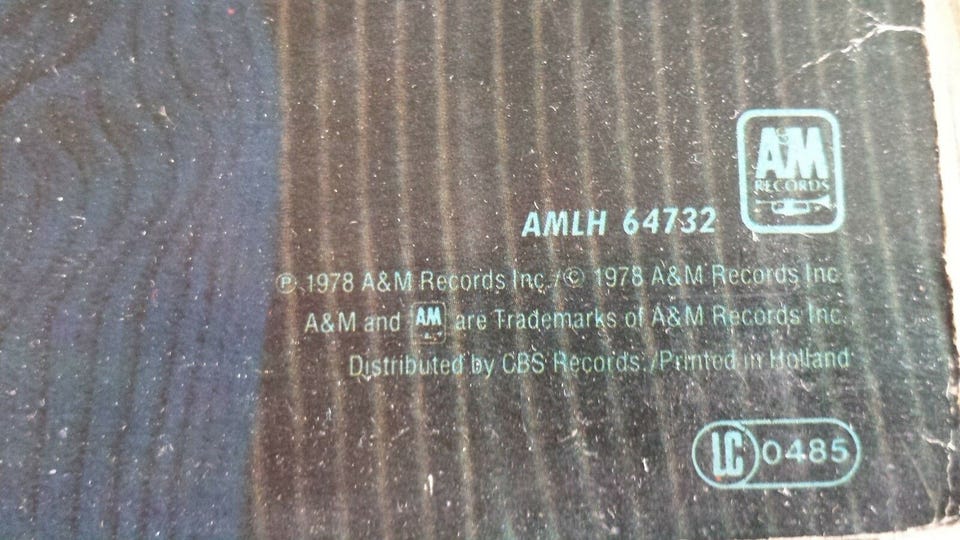 A&M
RECORDS
AMLH 64732
℗ 1978 A&M Records Inc./© 1978 A&M Records Inc.
A&M and AM are Trademarks of A&M Records Inc.
Distributed by CBS Records./Printed in Holland
LC 0485